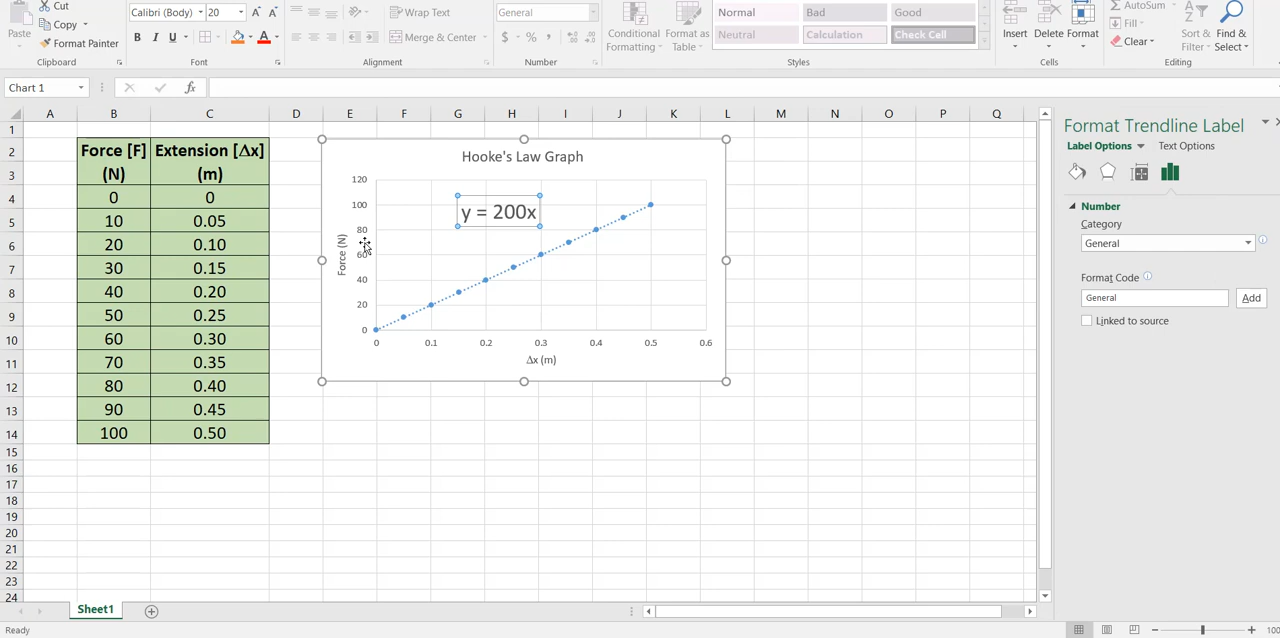 Cut
Calibri (Body) 20 A A
Wrap Text
General
Normal
Bad
Good
AutoSum
Paste
Copy
Format Painter
B I U A
Merge & Center
$ % ,
Conditional
Formatting
Format as
Table
Neutral
Calculation
Check Cell
Insert
Delete
Format
Fill
Clear
Sort &
Filter
Find &
Select
Clipboard
Font
Alignment
Number
Styles
Cells
Editing
Chart 1
fx
A B C D E F G H I J K L M N O P Q
1
2 Force [F] Extension [Δx]
3 (N) (m)
4 0 0
5 10 0.05
6 20 0.10
7 30 0.15
8 40 0.20
9 50 0.25
10 60 0.30
11 70 0.35
12 80 0.40
13 90 0.45
14 100 0.50
15
16
17
18
19
20
21
22
23
24
Hooke's Law Graph
120
100
80
60
40
20
0
Force (N)
y = 200x
0 0.1 0.2 0.3 0.4 0.5 0.6
Δx (m)
Format Trendline Label
Label Options
Text Options
Number
Category
General
Format Code
General
Add
Linked to source
Sheet1
Ready
100